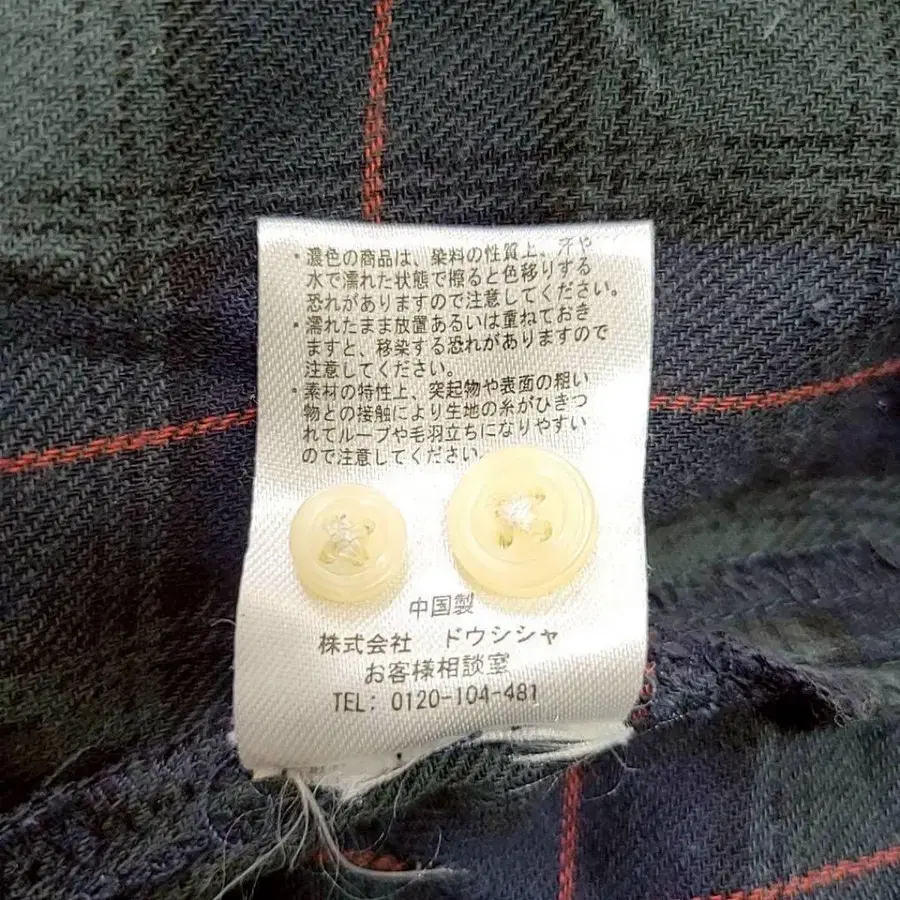 ・濃色の商品は、染料の性質上、汗や
水で濡れた状態で擦ると色移りする
恐れがありますので注意してください。
・濡れたまま放置あるいは重ねておき
ますと、移染する恐れがありますので
注意してください。
・素材の特性上、突起物や表面の粗い
物との接触により生地の糸がひきつ
れてループや毛羽立ちになりやすい
ので注意してください。
中国製
株式会社 ドウシシャ
お客様相談室
TEL: 0120-104-481